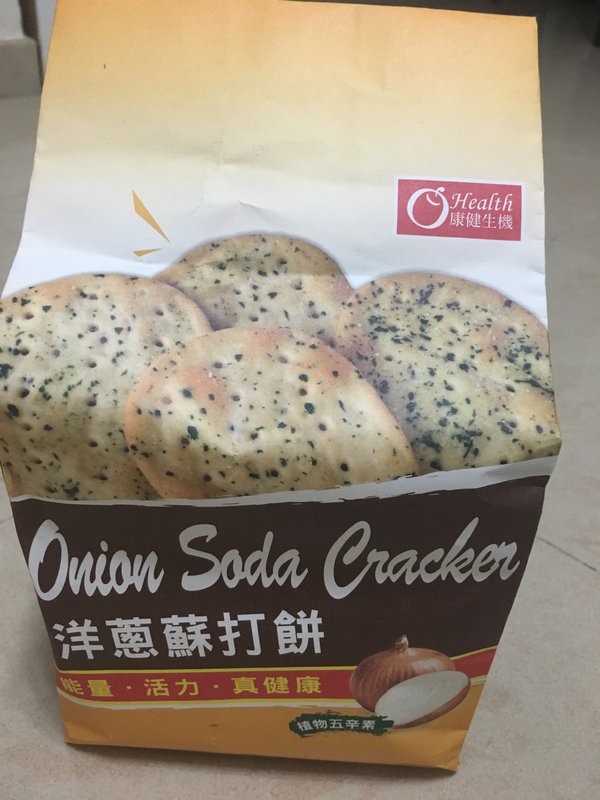 Health
康健生機
Onion Soda Cracker
洋蔥蘇打餅
能量·活力·真健康
植物五辛素